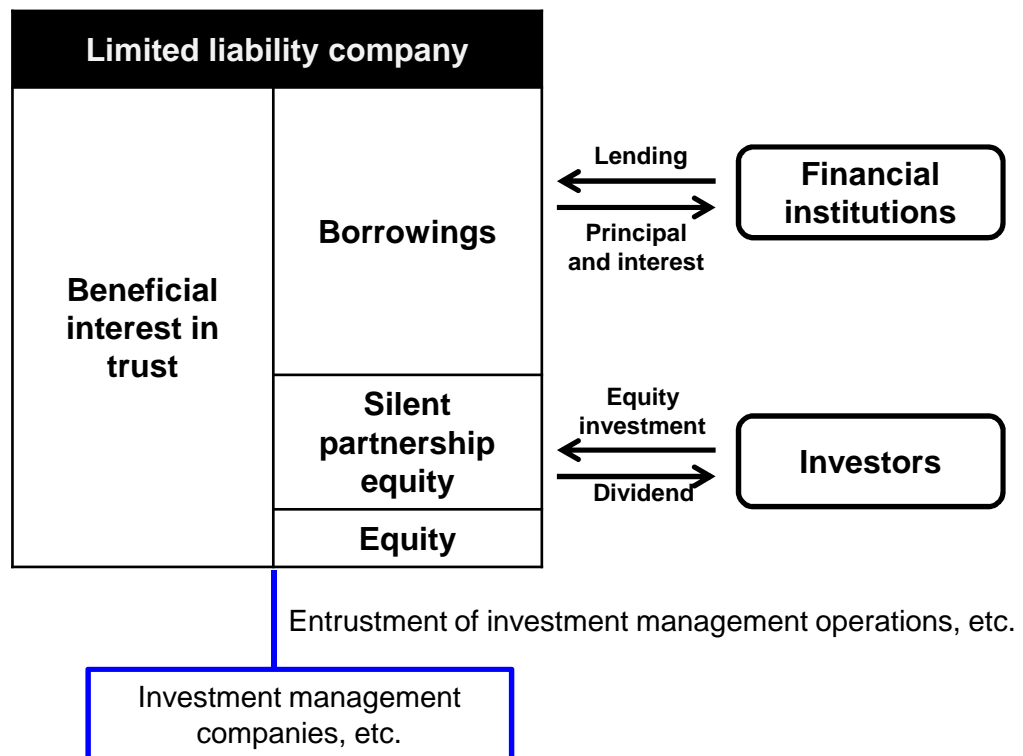 Limited liability company
Beneficial
interest in
trust
Borrowings
Silent
partnership
equity
Equity
Lending
Principal
and interest
Financial
institutions
Equity
investment
Dividend
Investors
Entrustment of investment management operations, etc.
Investment management
companies, etc.